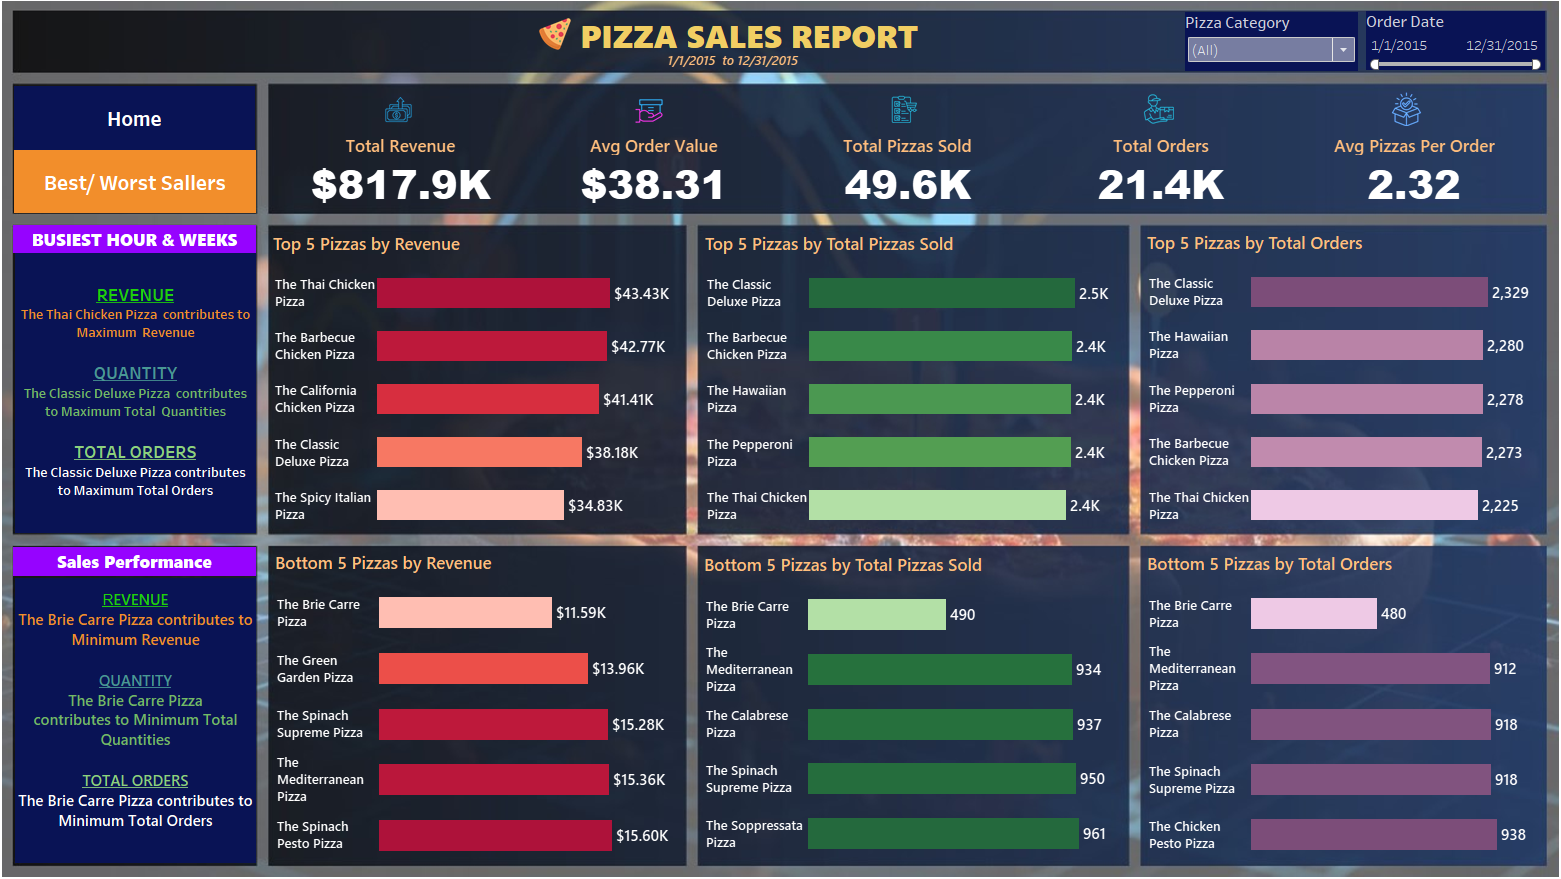 PIZZA SALES REPORT
1/1/2015 to 12/31/2015
Pizza Category
(All)
Order Date
1/1/2015 12/31/2015
Home
Best/ Worst Sallers
Total Revenue
$817.9K
Avg Order Value
$38.31
Total Pizzas Sold
49.6K
Total Orders
21.4K
Avg Pizzas Per Order
2.32
BUSIEST HOUR & WEEKS
REVENUE
The Thai Chicken Pizza contributes to
Maximum Revenue
QUANTITY
The Classic Deluxe Pizza contributes
to Maximum Total Quantities
TOTAL ORDERS
The Classic Deluxe Pizza contributes
to Maximum Total Orders
Top 5 Pizzas by Revenue
The Thai Chicken
Pizza
$43.43K
The Barbecue
Chicken Pizza
$42.77K
The California
Chicken Pizza
$41.41K
The Classic
Deluxe Pizza
$38.18K
The Spicy Italian
Pizza
$34.83K
Top 5 Pizzas by Total Pizzas Sold
The Classic
Deluxe Pizza
2.5K
The Barbecue
Chicken Pizza
2.4K
The Hawaiian
Pizza
2.4K
The Pepperoni
Pizza
2.4K
The Thai Chicken
Pizza
2.4K
Top 5 Pizzas by Total Orders
The Classic
Deluxe Pizza
2,329
The Hawaiian
Pizza
2,280
The Pepperoni
Pizza
2,278
The Barbecue
Chicken Pizza
2,273
The Thai Chicken
Pizza
2,225
Sales Performance
REVENUE
The Brie Carre Pizza contributes to
Minimum Revenue
QUANTITY
The Brie Carre Pizza
contributes to Minimum Total
Quantities
TOTAL ORDERS
The Brie Carre Pizza contributes to
Minimum Total Orders
Bottom 5 Pizzas by Revenue
The Brie Carre
Pizza
$11.59K
The Green
Garden Pizza
$13.96K
The Spinach
Supreme Pizza
$15.28K
The
Mediterranean
Pizza
$15.36K
The Spinach
Pesto Pizza
$15.60K
Bottom 5 Pizzas by Total Pizzas Sold
The Brie Carre
Pizza
490
The
Mediterranean
Pizza
934
The Calabrese
Pizza
937
The Spinach
Supreme Pizza
950
The Soppressata
Pizza
961
Bottom 5 Pizzas by Total Orders
The Brie Carre
Pizza
480
The
Mediterranean
Pizza
912
The Calabrese
Pizza
918
The Spinach
Supreme Pizza
918
The Chicken
Pesto Pizza
938